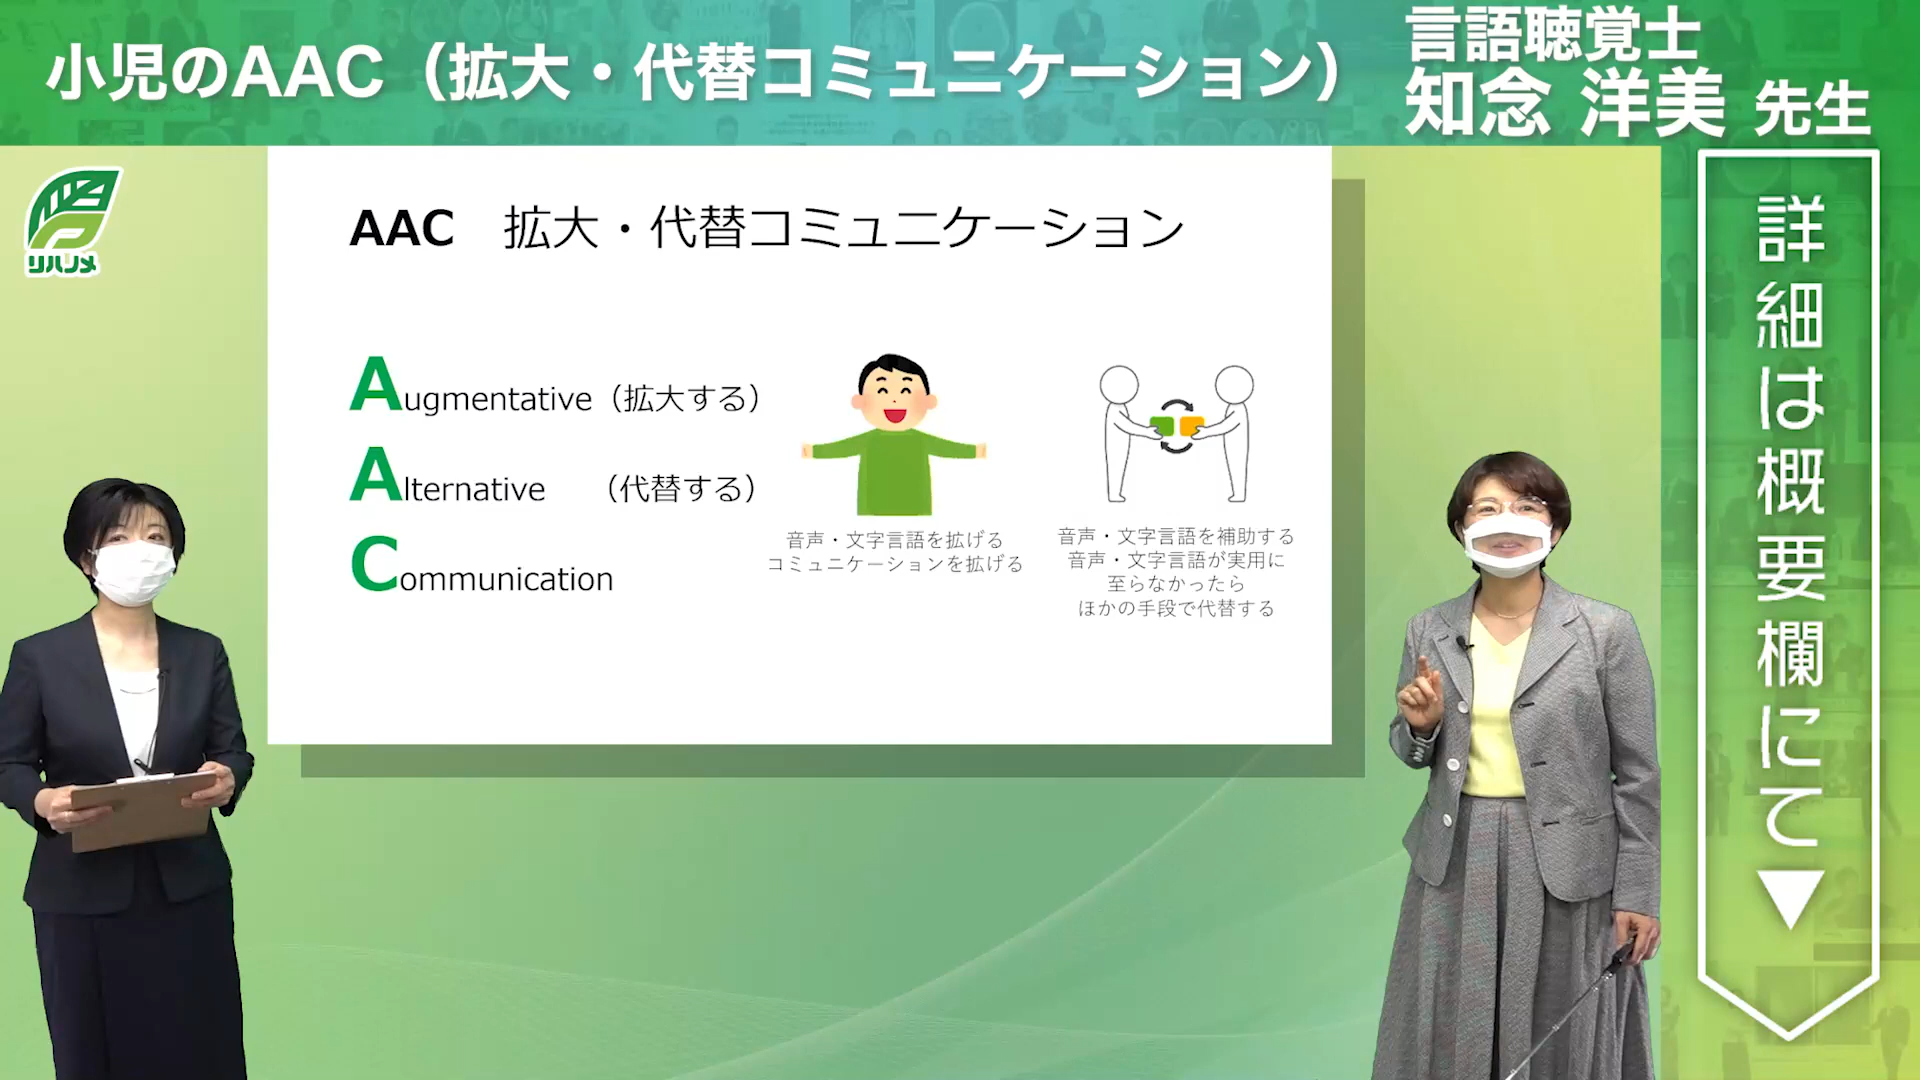 小児のAAC（拡大・代替コミュニケーション）
言語聴覚士
知念 洋美 先生
リハノメ
AAC 拡大・代替コミュニケーション
Augmentative（拡大する）
Alternative （代替する）
Communication
音声・文字言語を拡げる
コミュニケーションを拡げる
音声・文字言語を補助する
音声・文字言語が実用に
至らなかったら
ほかの手段で代替する
詳細は概要欄にて▼